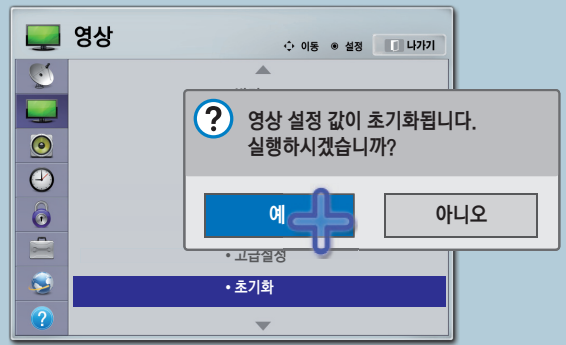 영상
이동 설정 나가기
영상 설정 값이 초기화됩니다.
실행하시겠습니까?
예 아니오
• 고급설정
• 초기화